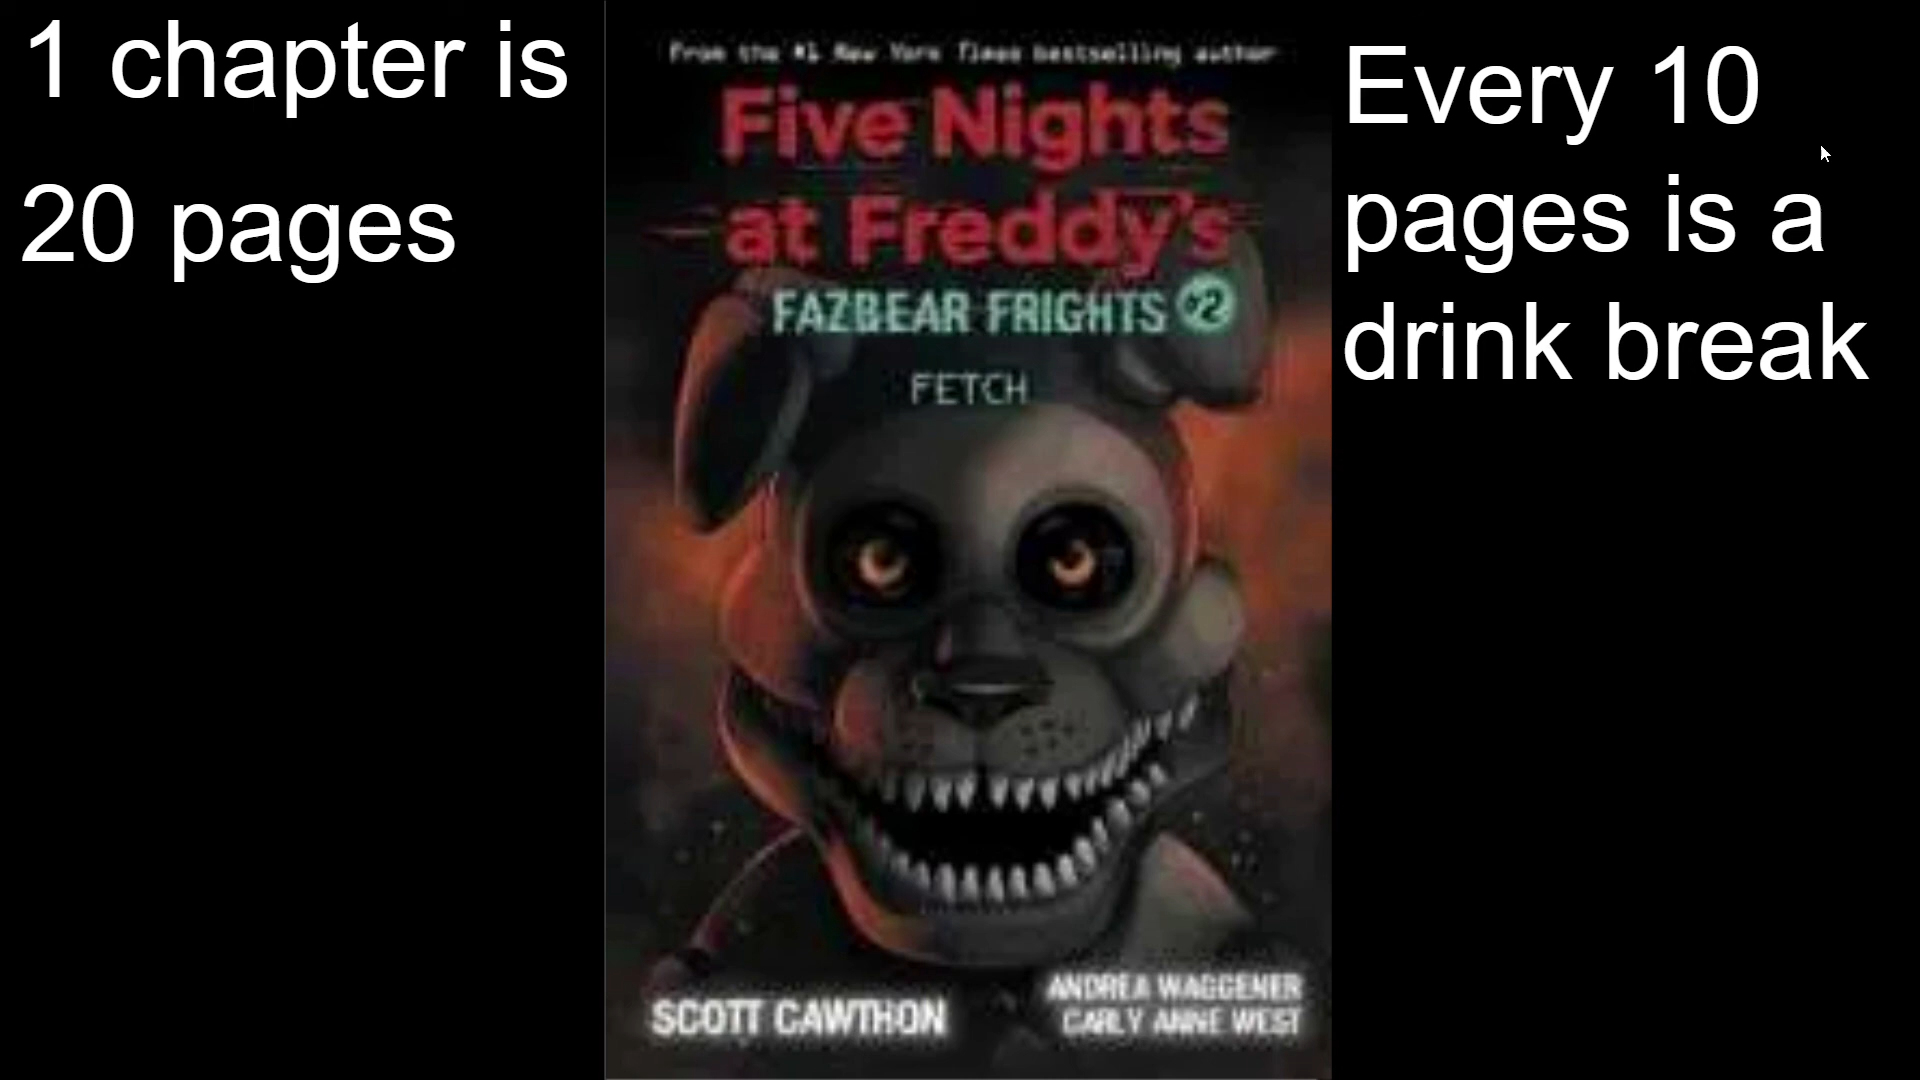 1 chapter is
20 pages
From the #1 New York Times bestselling author
Five Nights
at Freddy's
FAZBEAR FRIGHTS #2
FETCH
SCOTT CAWTHON
ANDREA WAGGENER
CARLY ANNE WEST
Every 10
pages is a
drink break